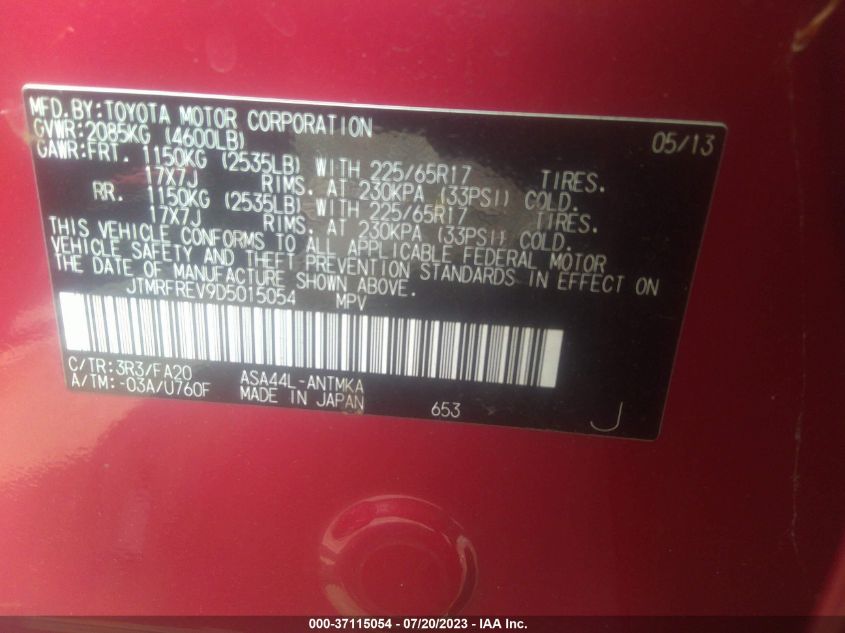 MFD.BY:TOYOTA MOTOR CORPORATION 05/13
GVWR:2085KG (4600LB)
GAWR:FRT. 1150KG (2535LB) WITH 225/65R17 TIRES.
17X7J RIMS. AT 230KPA (33PSI) COLD.
RR. 1150KG (2535LB) WITH 225/65R17 TIRES.
17X7J RIMS. AT 230KPA (33PSI) COLD.
THIS VEHICLE CONFORMS TO ALL APPLICABLE FEDERAL MOTOR
VEHICLE SAFETY AND THEFT PREVENTION STANDARDS IN EFFECT ON
THE DATE OF MANUFACTURE SHOWN ABOVE.
JTMRFREV9D5015054 MPV
C/TR:3R3/FA20 ASA44L-ANTMKA
A/TM:-03A/U760F MADE IN JAPAN 653 J
000-37115054 - 07/20/2023 - IAA Inc.